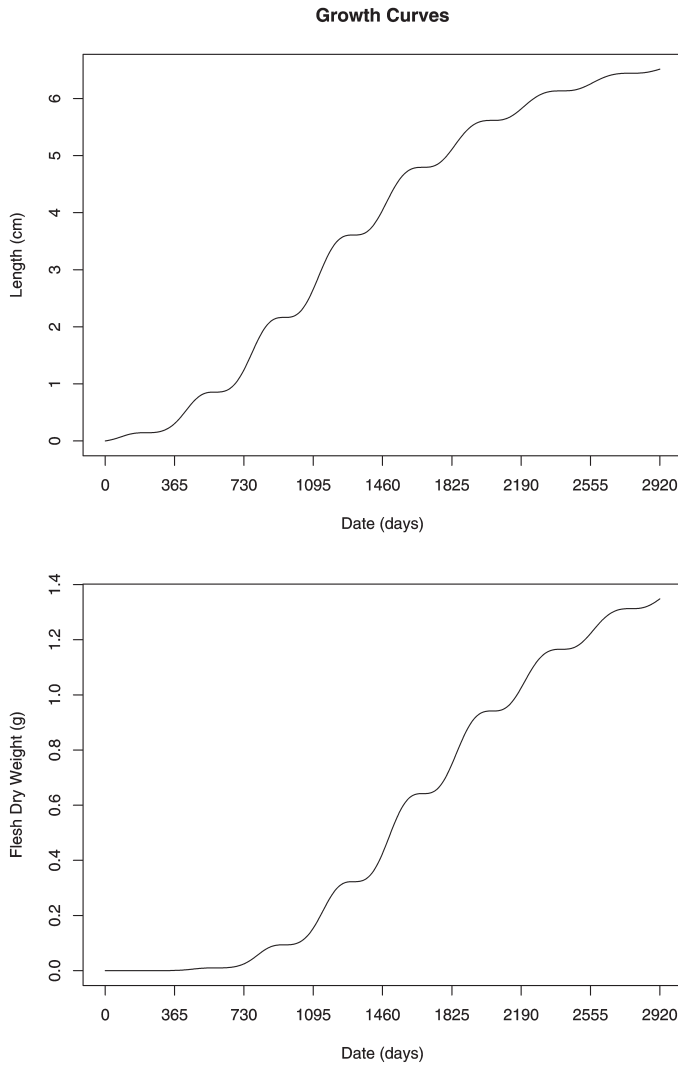 Growth Curves
6
5
4
3
2
1
0
Length (cm)
0 365 730 1095 1460 1825 2190 2555 2920
Date (days)
1.4
1.2
1.0
0.8
0.6
0.4
0.2
0.0
Flesh Dry Weight (g)
0 365 730 1095 1460 1825 2190 2555 2920
Date (days)